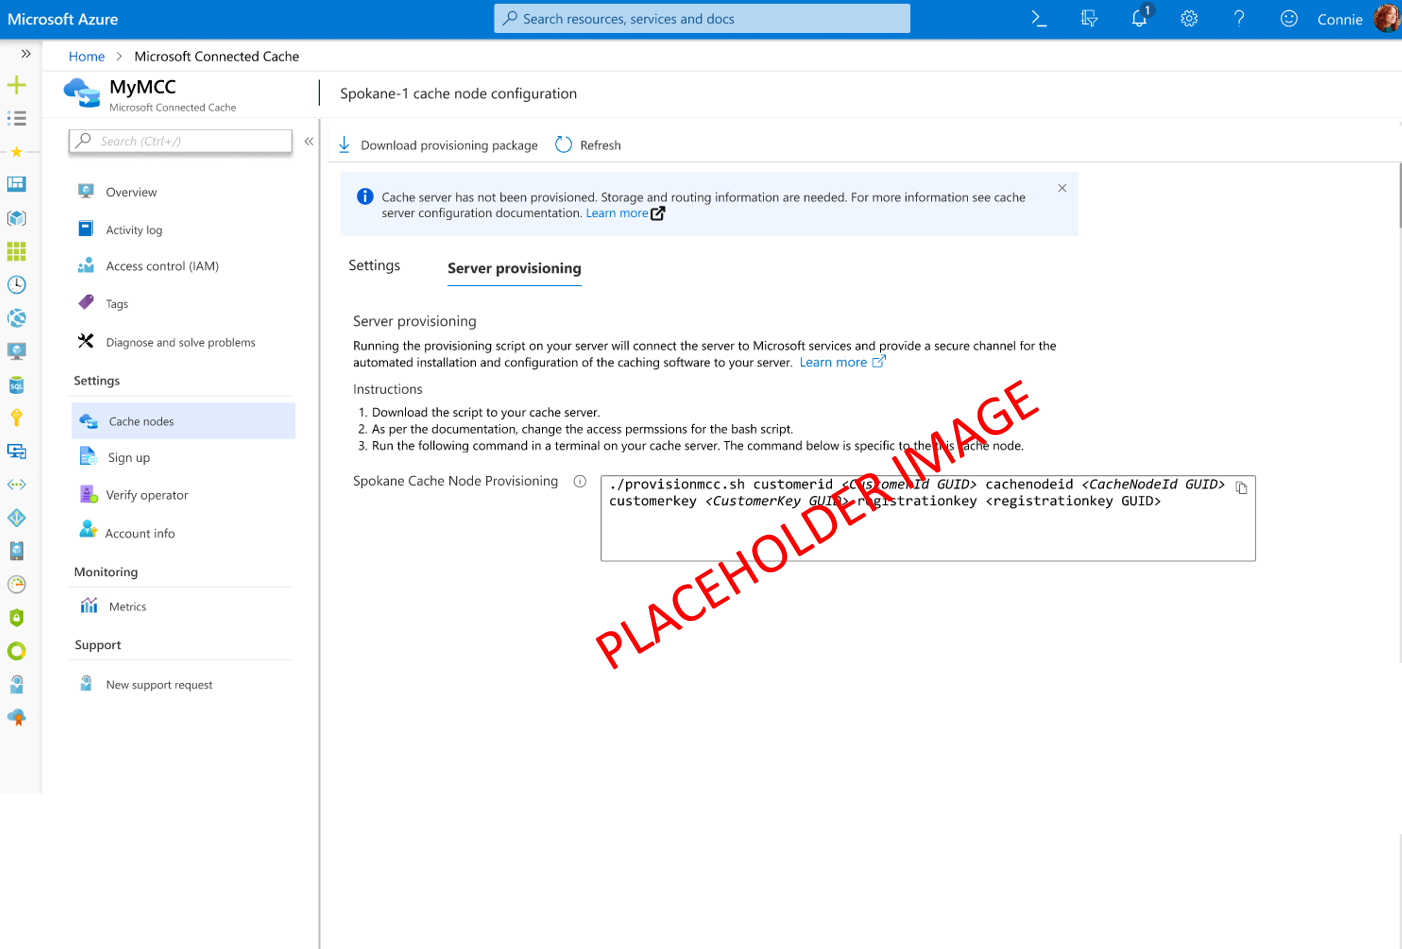 Microsoft Azure
Search resources, services and docs
1
Connie
Home > Microsoft Connected Cache
MyMCC
Microsoft Connected Cache
Spokane-1 cache node configuration
Search (Ctrl+/)
Download provisioning package
Refresh
Cache server has not been provisioned. Storage and routing information are needed. For more information see cache
server configuration documentation. Learn more
Overview
Activity log
Access control (IAM)
Tags
Diagnose and solve problems
Settings
Cache nodes
Sign up
Verify operator
Account info
Monitoring
Metrics
Support
New support request
Settings
Server provisioning
Server provisioning
Running the provisioning script on your server will connect the server to Microsoft services and provide a secure channel for the
automated installation and configuration of the caching software to your server. Learn more
Instructions
1. Download the script to your cache server.
2. As per the documentation, change the access permssions for the bash script.
3. Run the following command in a terminal on your cache server. The command below is specific to the this cache node.
Spokane Cache Node Provisioning
./provisionmcc.sh customerid <CustomerId GUID> cachenodeid <CacheNodeId GUID>
customerkey <CustomerKey GUID> registrationkey <registrationkey GUID>
PLACEHOLDER IMAGE
SQL